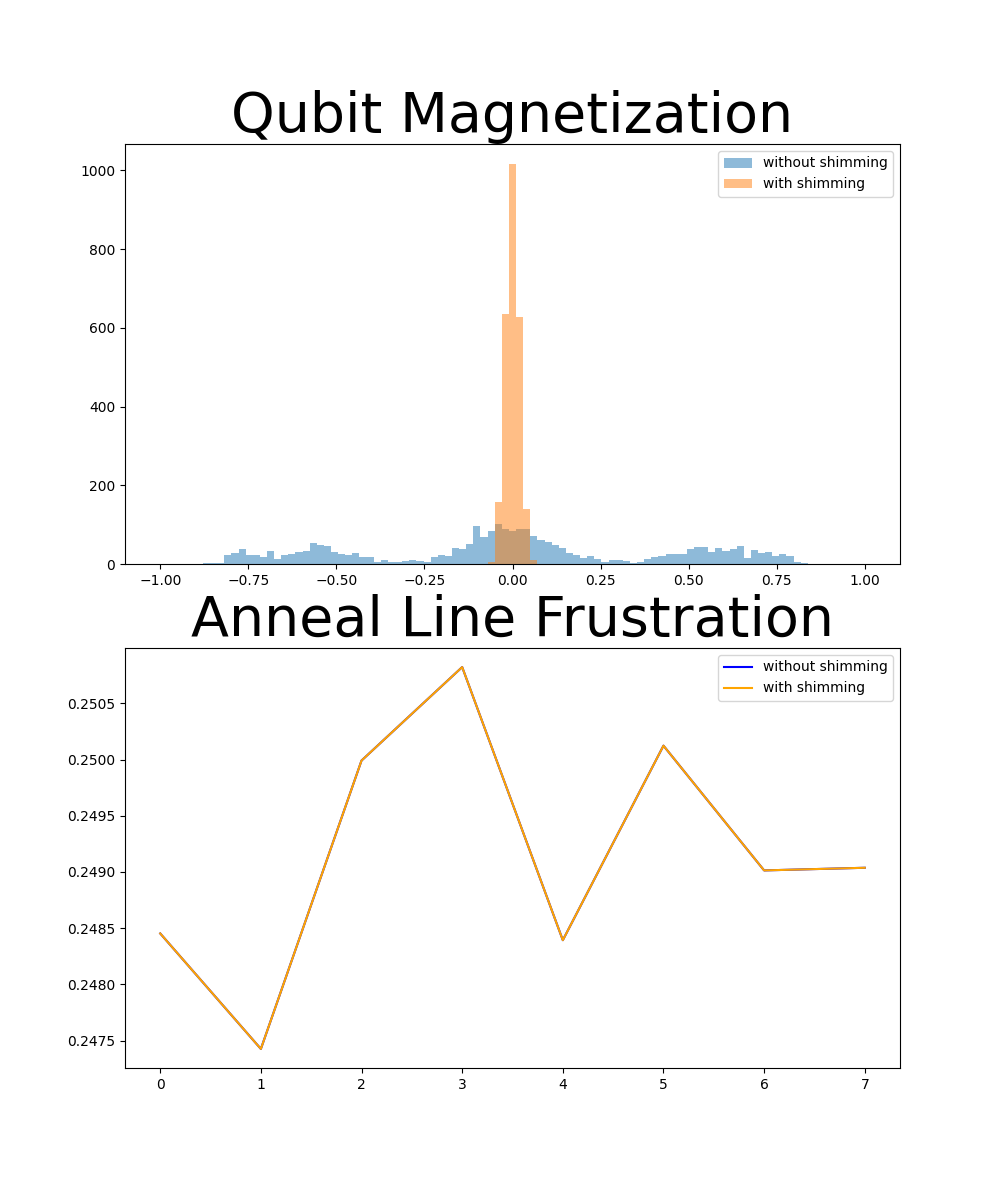 Qubit Magnetization
without shimming
with shimming
1000
800
600
400
200
0
−1.00 −0.75 −0.50 −0.25 0.00 0.25 0.50 0.75 1.00
Anneal Line Frustration
without shimming
with shimming
0.2505
0.2500
0.2495
0.2490
0.2485
0.2480
0.2475
0 1 2 3 4 5 6 7